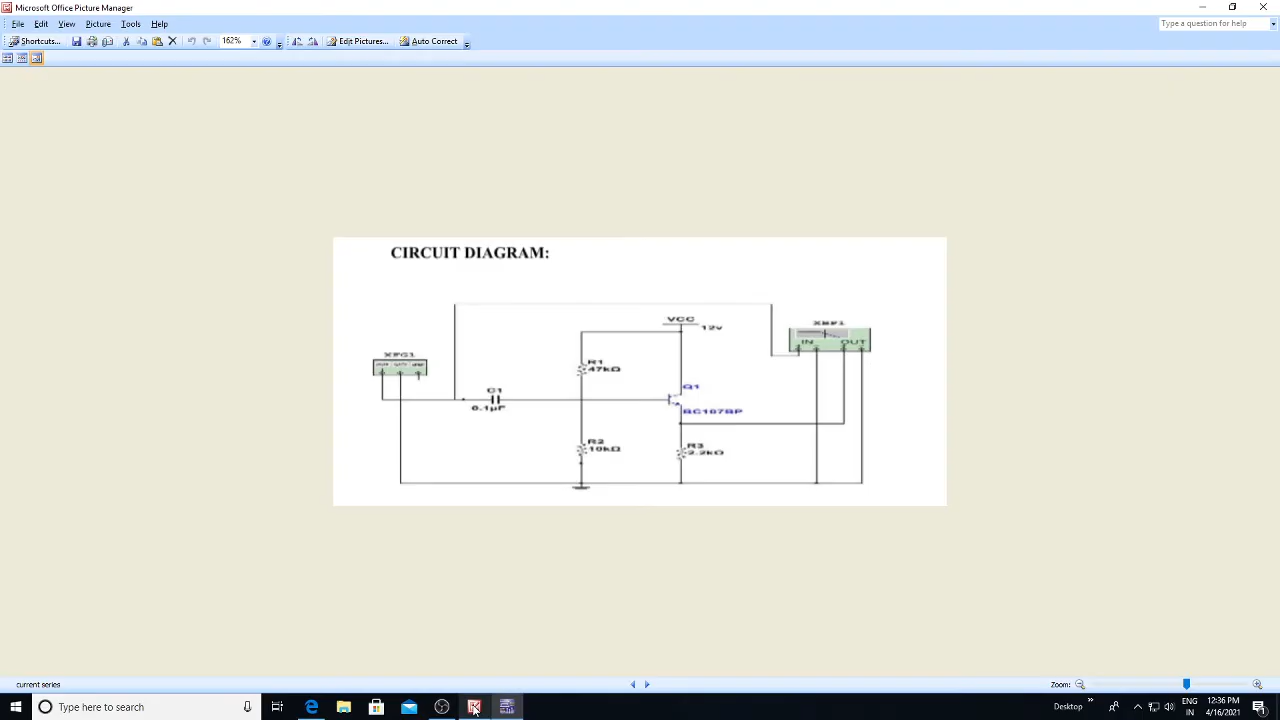 Microsoft Office Picture Manager
File Edit View Picture Tools Help
Type a question for help
Shortcuts... 162% Edit Pictures... Auto Correct
CIRCUIT DIAGRAM:
VCC
12v
XBP1
IN OUT
XFG1
R1
47kΩ
C1
0.1µF
Q1
BC107BP
R2
10kΩ
R3
2.2kΩ
current series
Zoom:
Type here to search
Desktop
ENG
IN
12:36 PM
4/16/2021